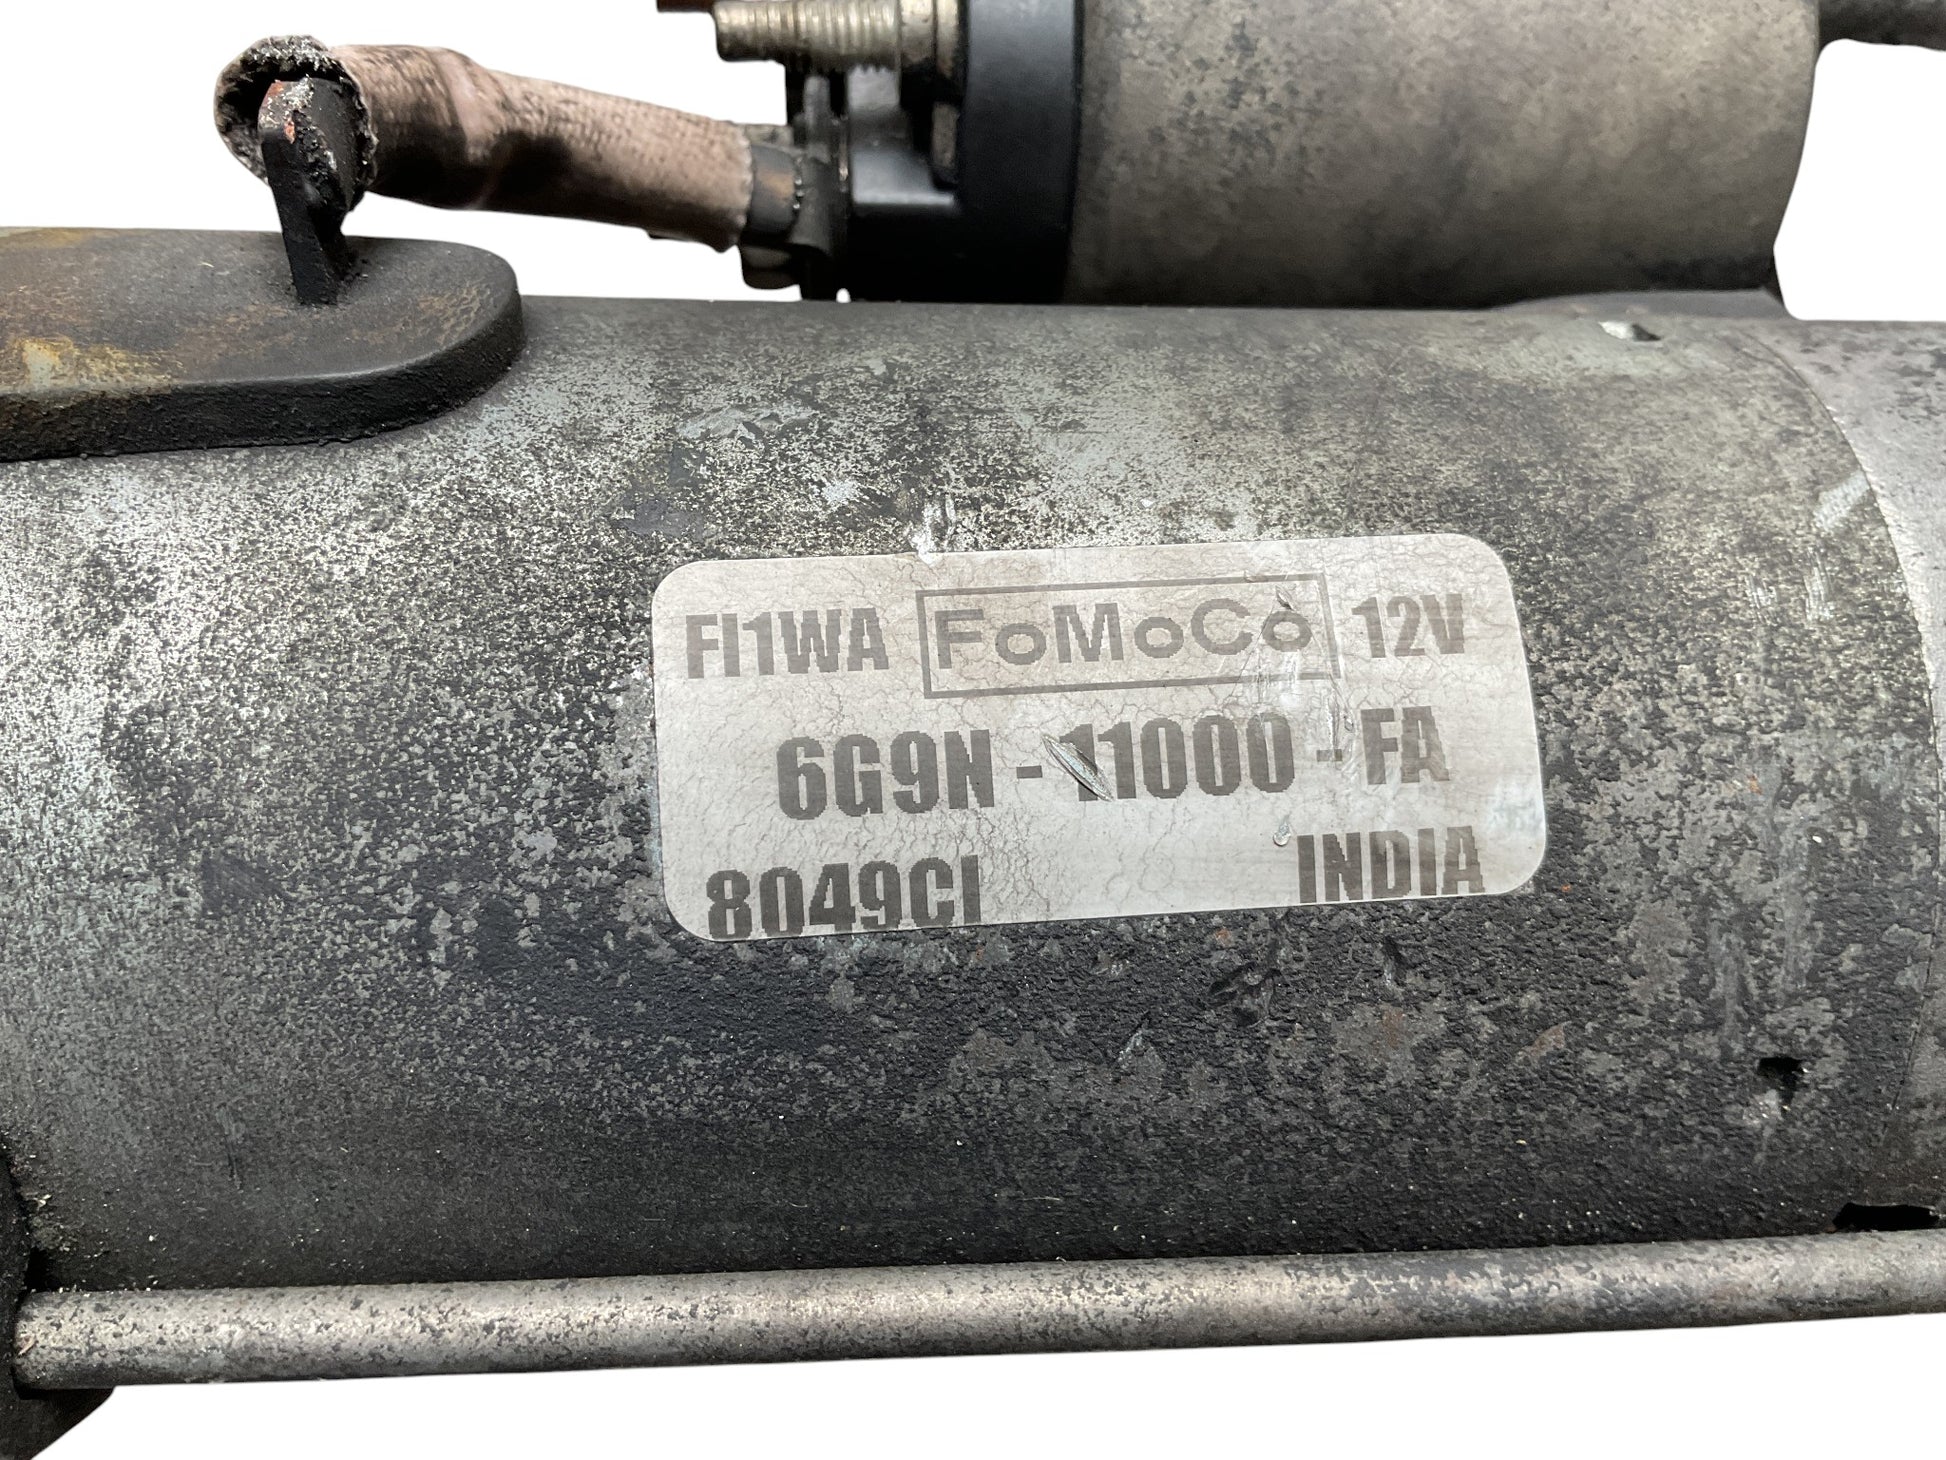 FI1WA FoMoCo 12V
6G9N - 11000 - FA
8049CI INDIA